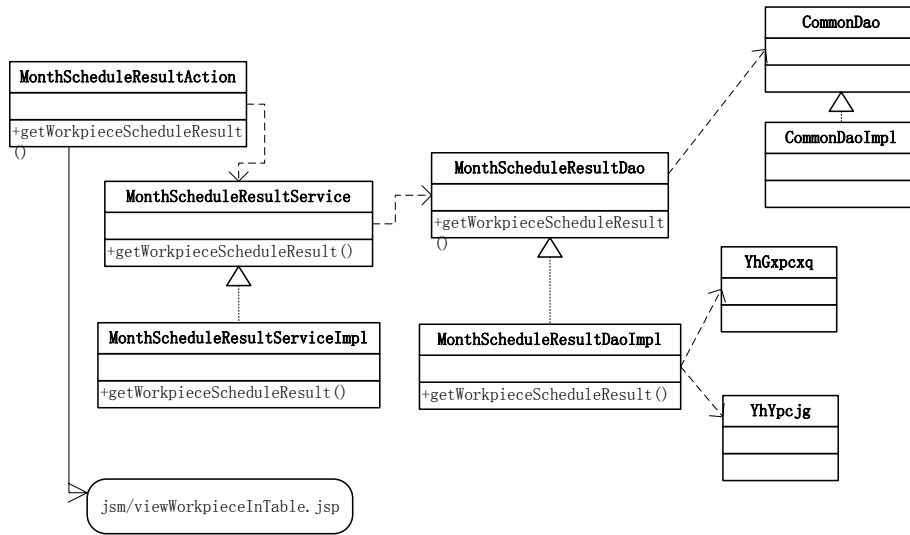 CommonDao
MonthScheduleResultAction
+getWorkpieceScheduleResult
()
CommonDaoImpl
MonthScheduleResultDao
MonthScheduleResultService
+getWorkpieceScheduleResult
()
+getWorkpieceScheduleResult()
YhGxpcxq
MonthScheduleResultServiceImpl
MonthScheduleResultDaoImpl
+getWorkpieceScheduleResult()
+getWorkpieceScheduleResult()
YhYpcjg
jsm/viewWorkpieceInTable.jsp